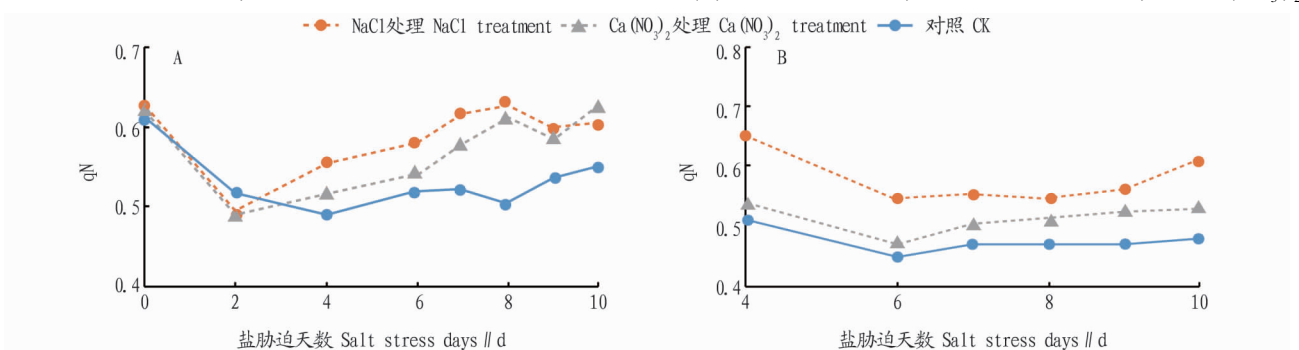 NaCl处理 NaCl treatment Ca(NO3)2处理 Ca(NO3)2 treatment 对照 CK
A
0.7
0.6
0.5
0.4
qN
0 2 4 6 8 10
盐胁迫天数 Salt stress days∥d
B
0.8
0.7
0.6
0.5
0.4
qN
4 6 8 10
盐胁迫天数 Salt stress days∥d